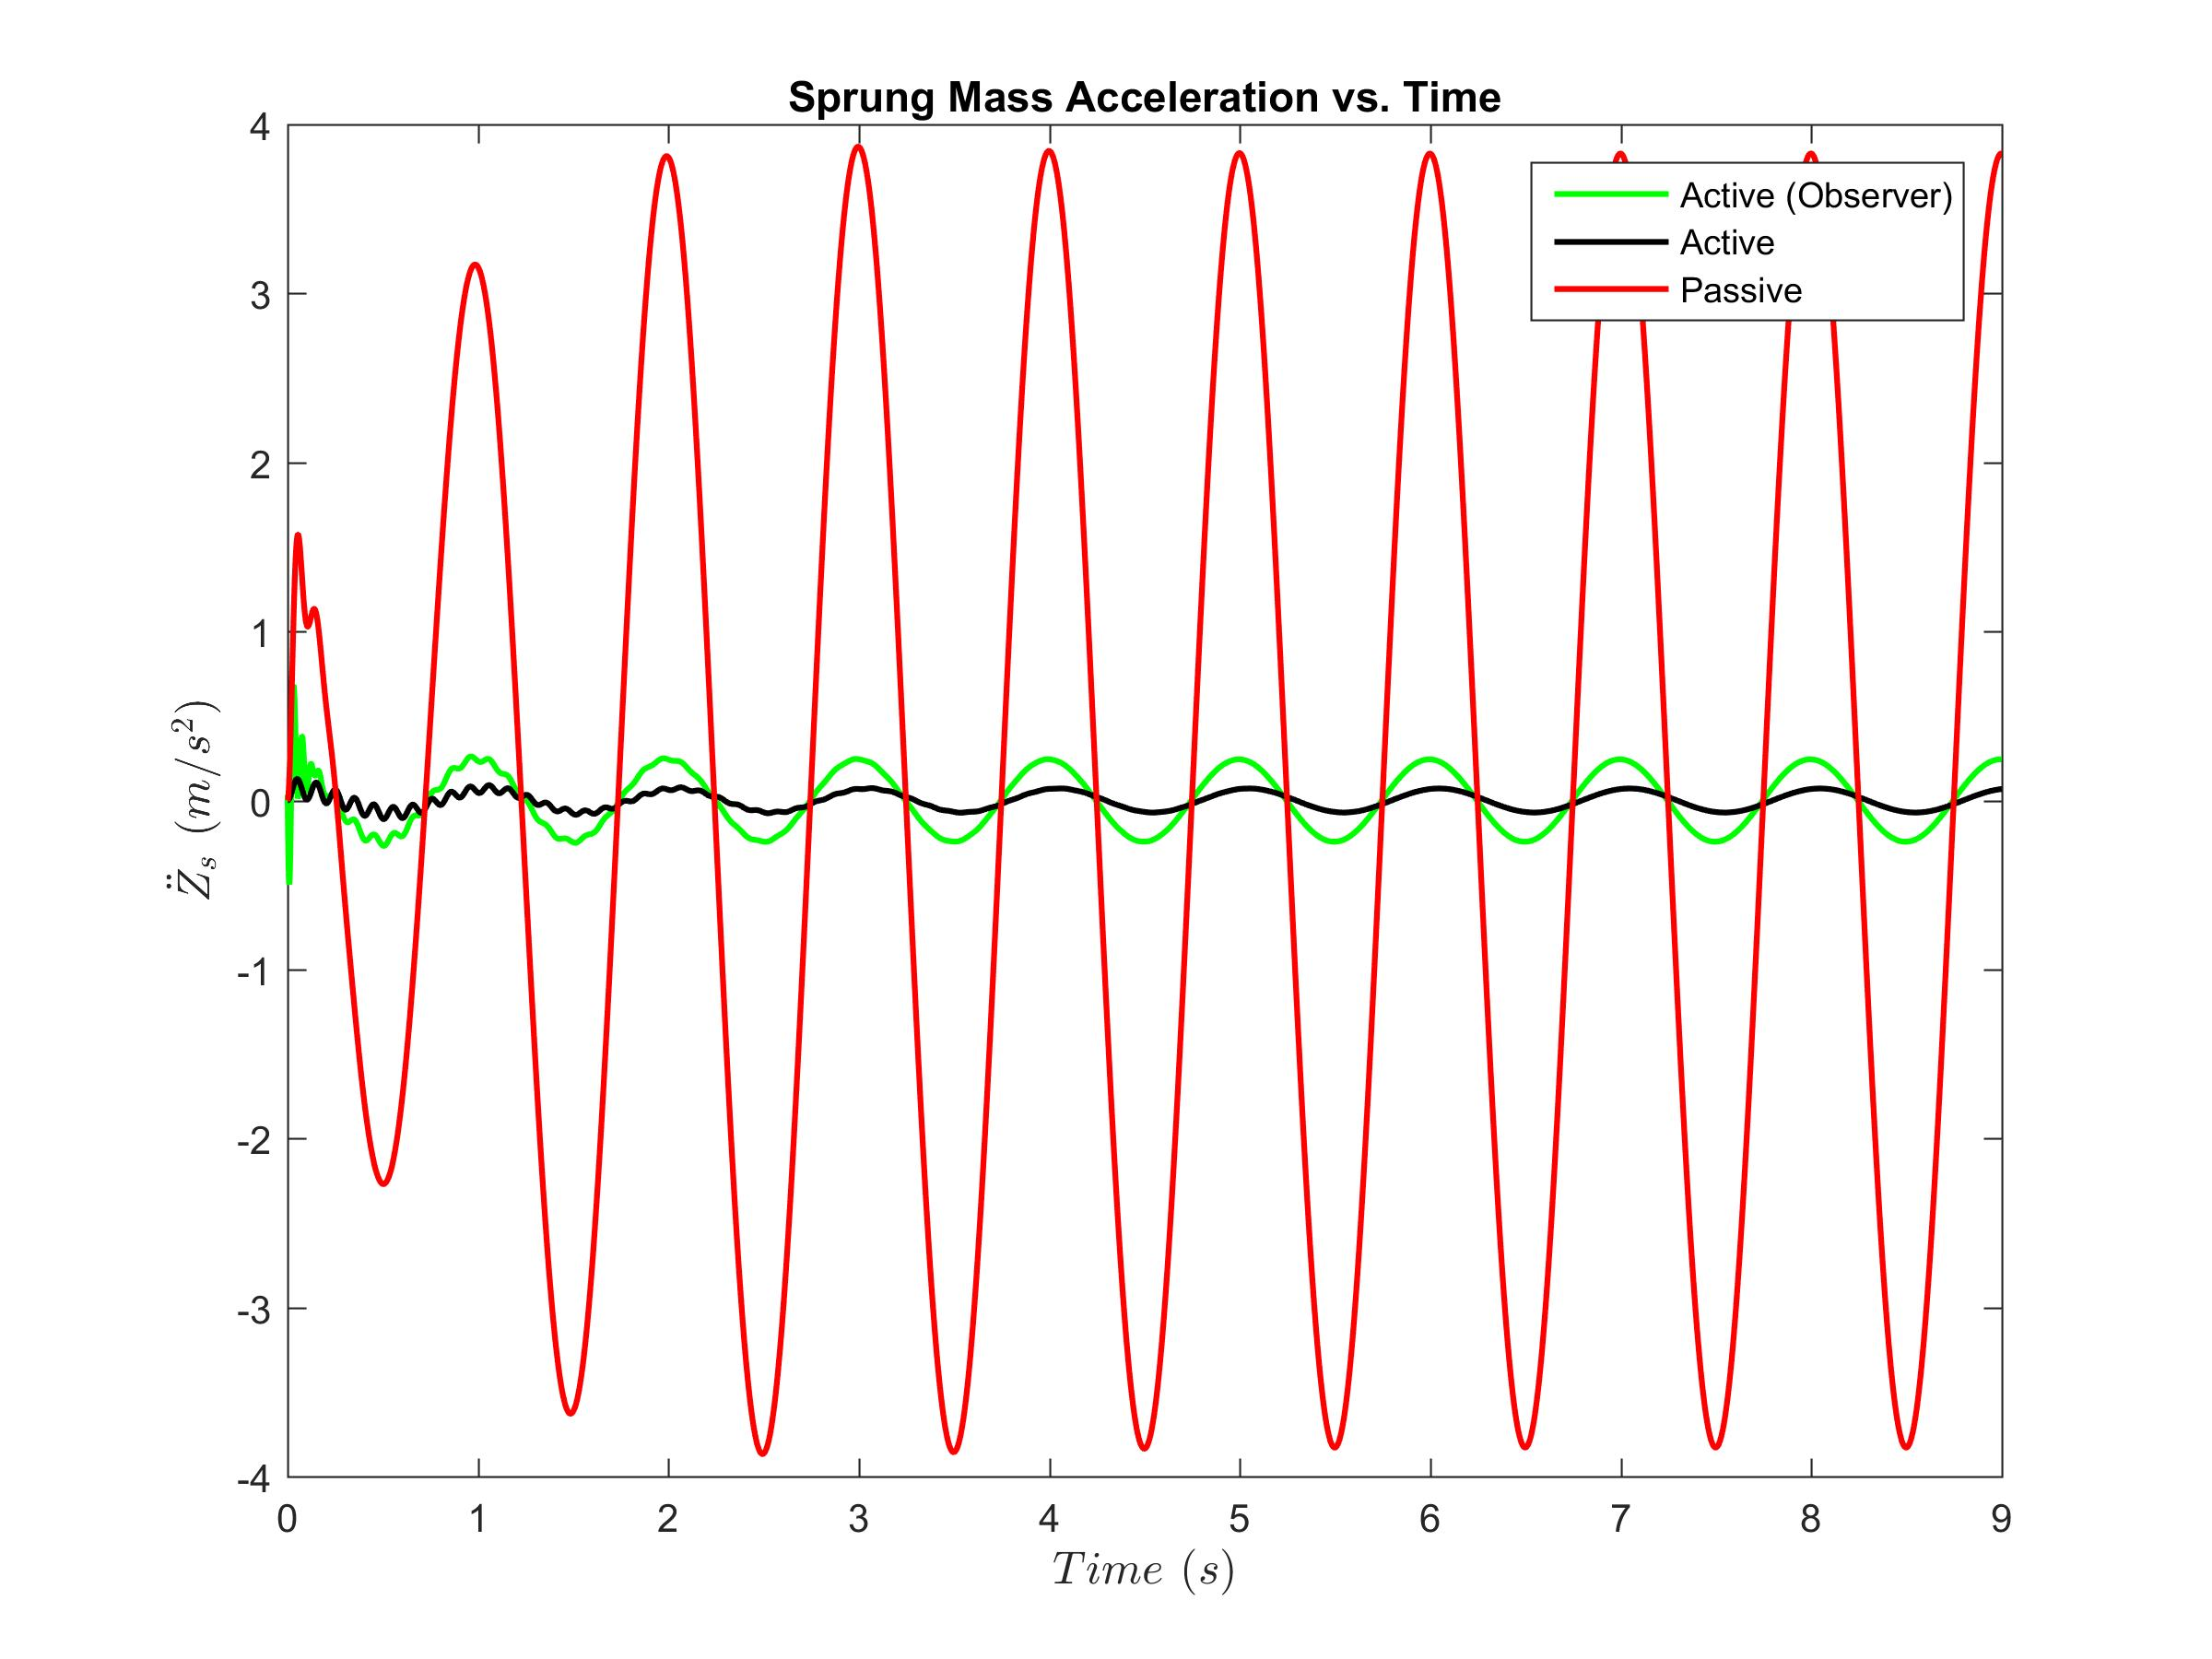 Sprung Mass Acceleration vs. Time
4
3
2
1
0
-1
-2
-3
-4
Z̈ₛ (m/s²)
Active (Observer)
Active
Passive
0 1 2 3 4 5 6 7 8 9
Time (s)